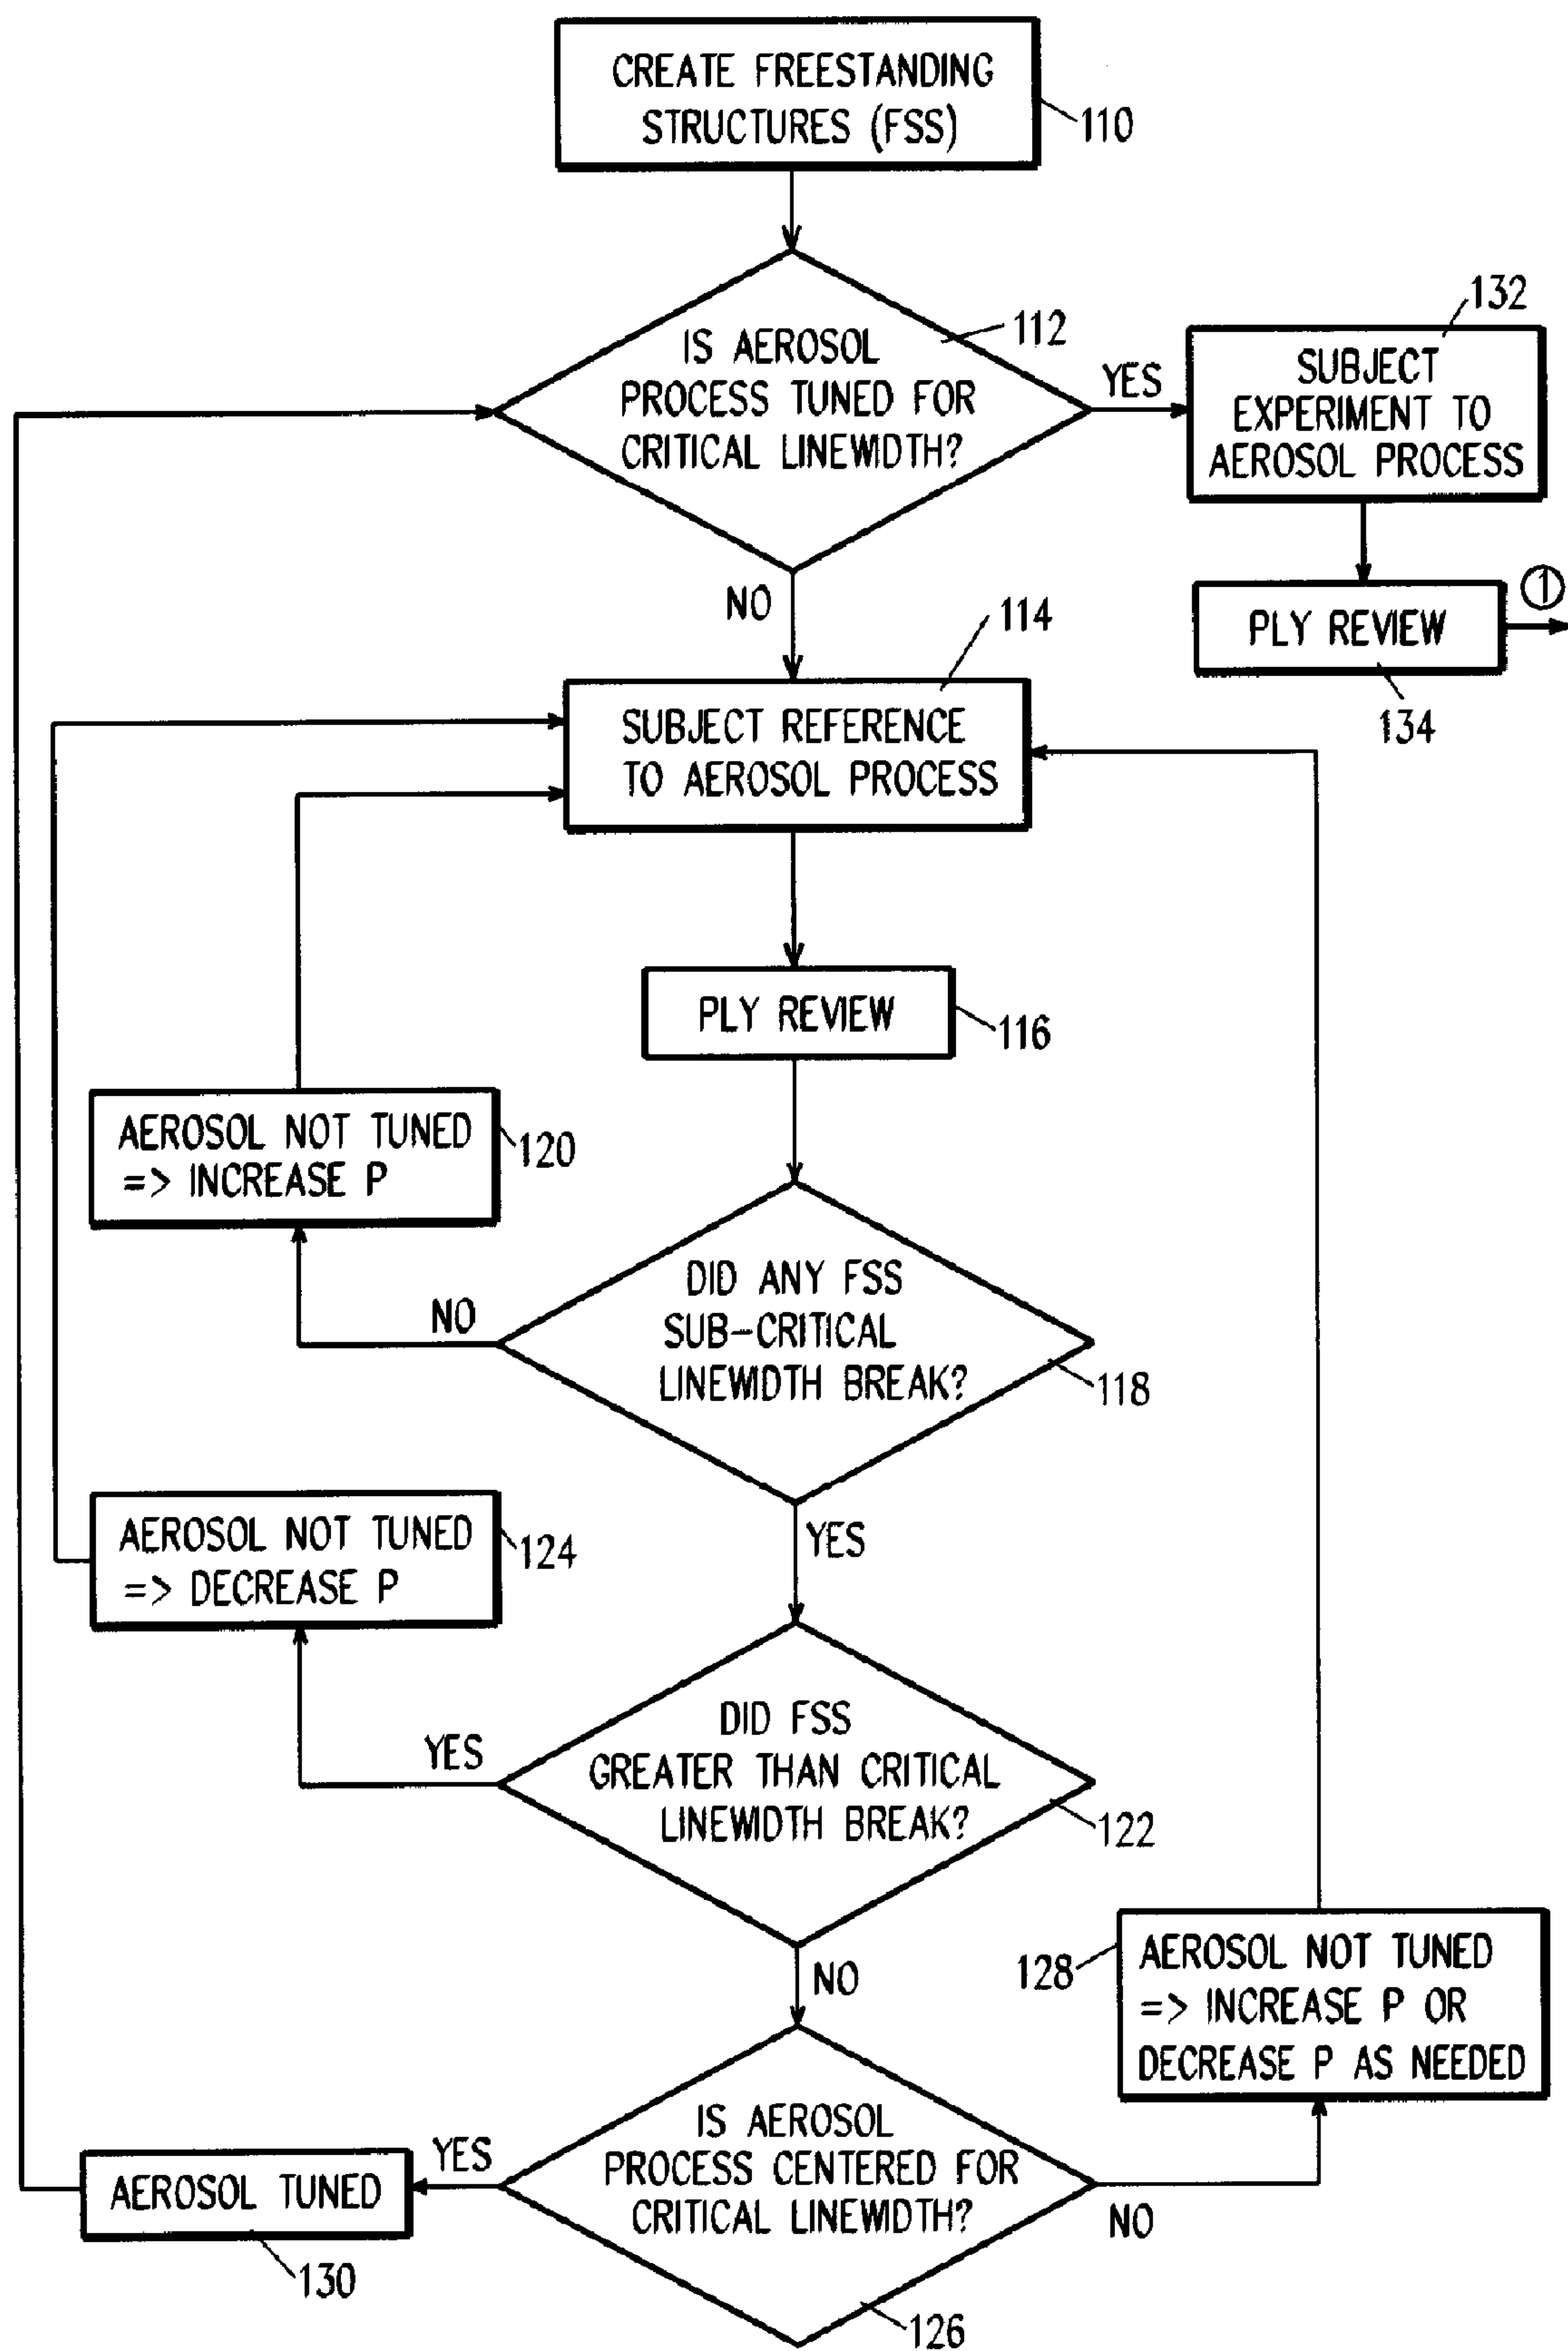 CREATE FREESTANDING
STRUCTURES (FSS)
110
IS AEROSOL
PROCESS TUNED FOR
CRITICAL LINEWIDTH?
112
YES
132
SUBJECT
EXPERIMENT TO
AEROSOL PROCESS
NO
PLY REVIEW
1
134
114
SUBJECT REFERENCE
TO AEROSOL PROCESS
PLY REVIEW
116
AEROSOL NOT TUNED
=> INCREASE P
120
DID ANY FSS
SUB-CRITICAL
LINEWIDTH BREAK?
118
NO
YES
AEROSOL NOT TUNED
=> DECREASE P
124
DID FSS
GREATER THAN CRITICAL
LINEWIDTH BREAK?
122
YES
NO
128
AEROSOL NOT TUNED
=> INCREASE P OR
DECREASE P AS NEEDED
IS AEROSOL
PROCESS CENTERED FOR
CRITICAL LINEWIDTH?
126
YES
NO
AEROSOL TUNED
130